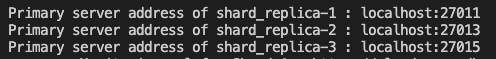 Primary server address of shard_replica-1 : localhost:27011
Primary server address of shard_replica-2 : localhost:27013
Primary server address of shard_replica-3 : localhost:27015